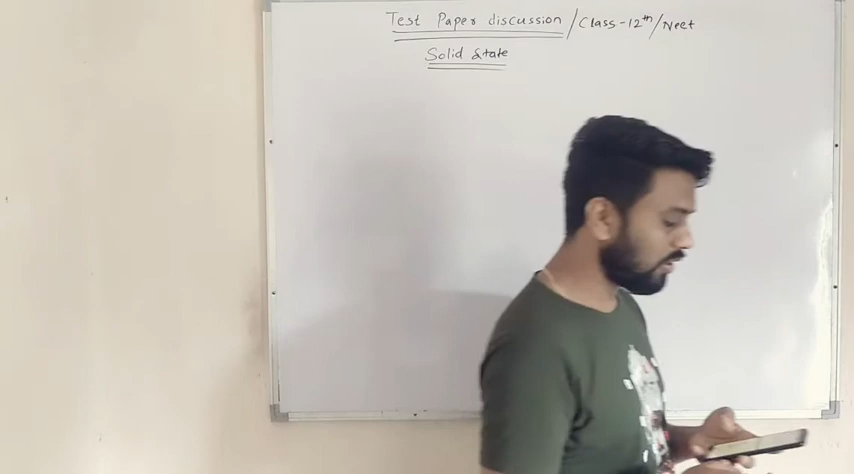 Test Paper discussion / Class-12th / Neet
Solid State